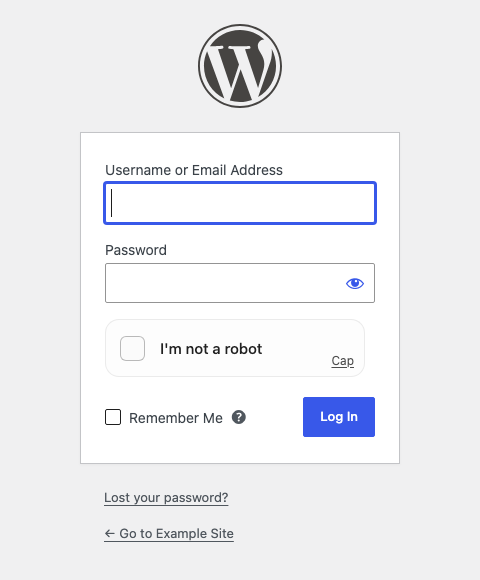 Username or Email Address
Password
I'm not a robot
Cap
Remember Me ?
Log In
Lost your password?
← Go to Example Site